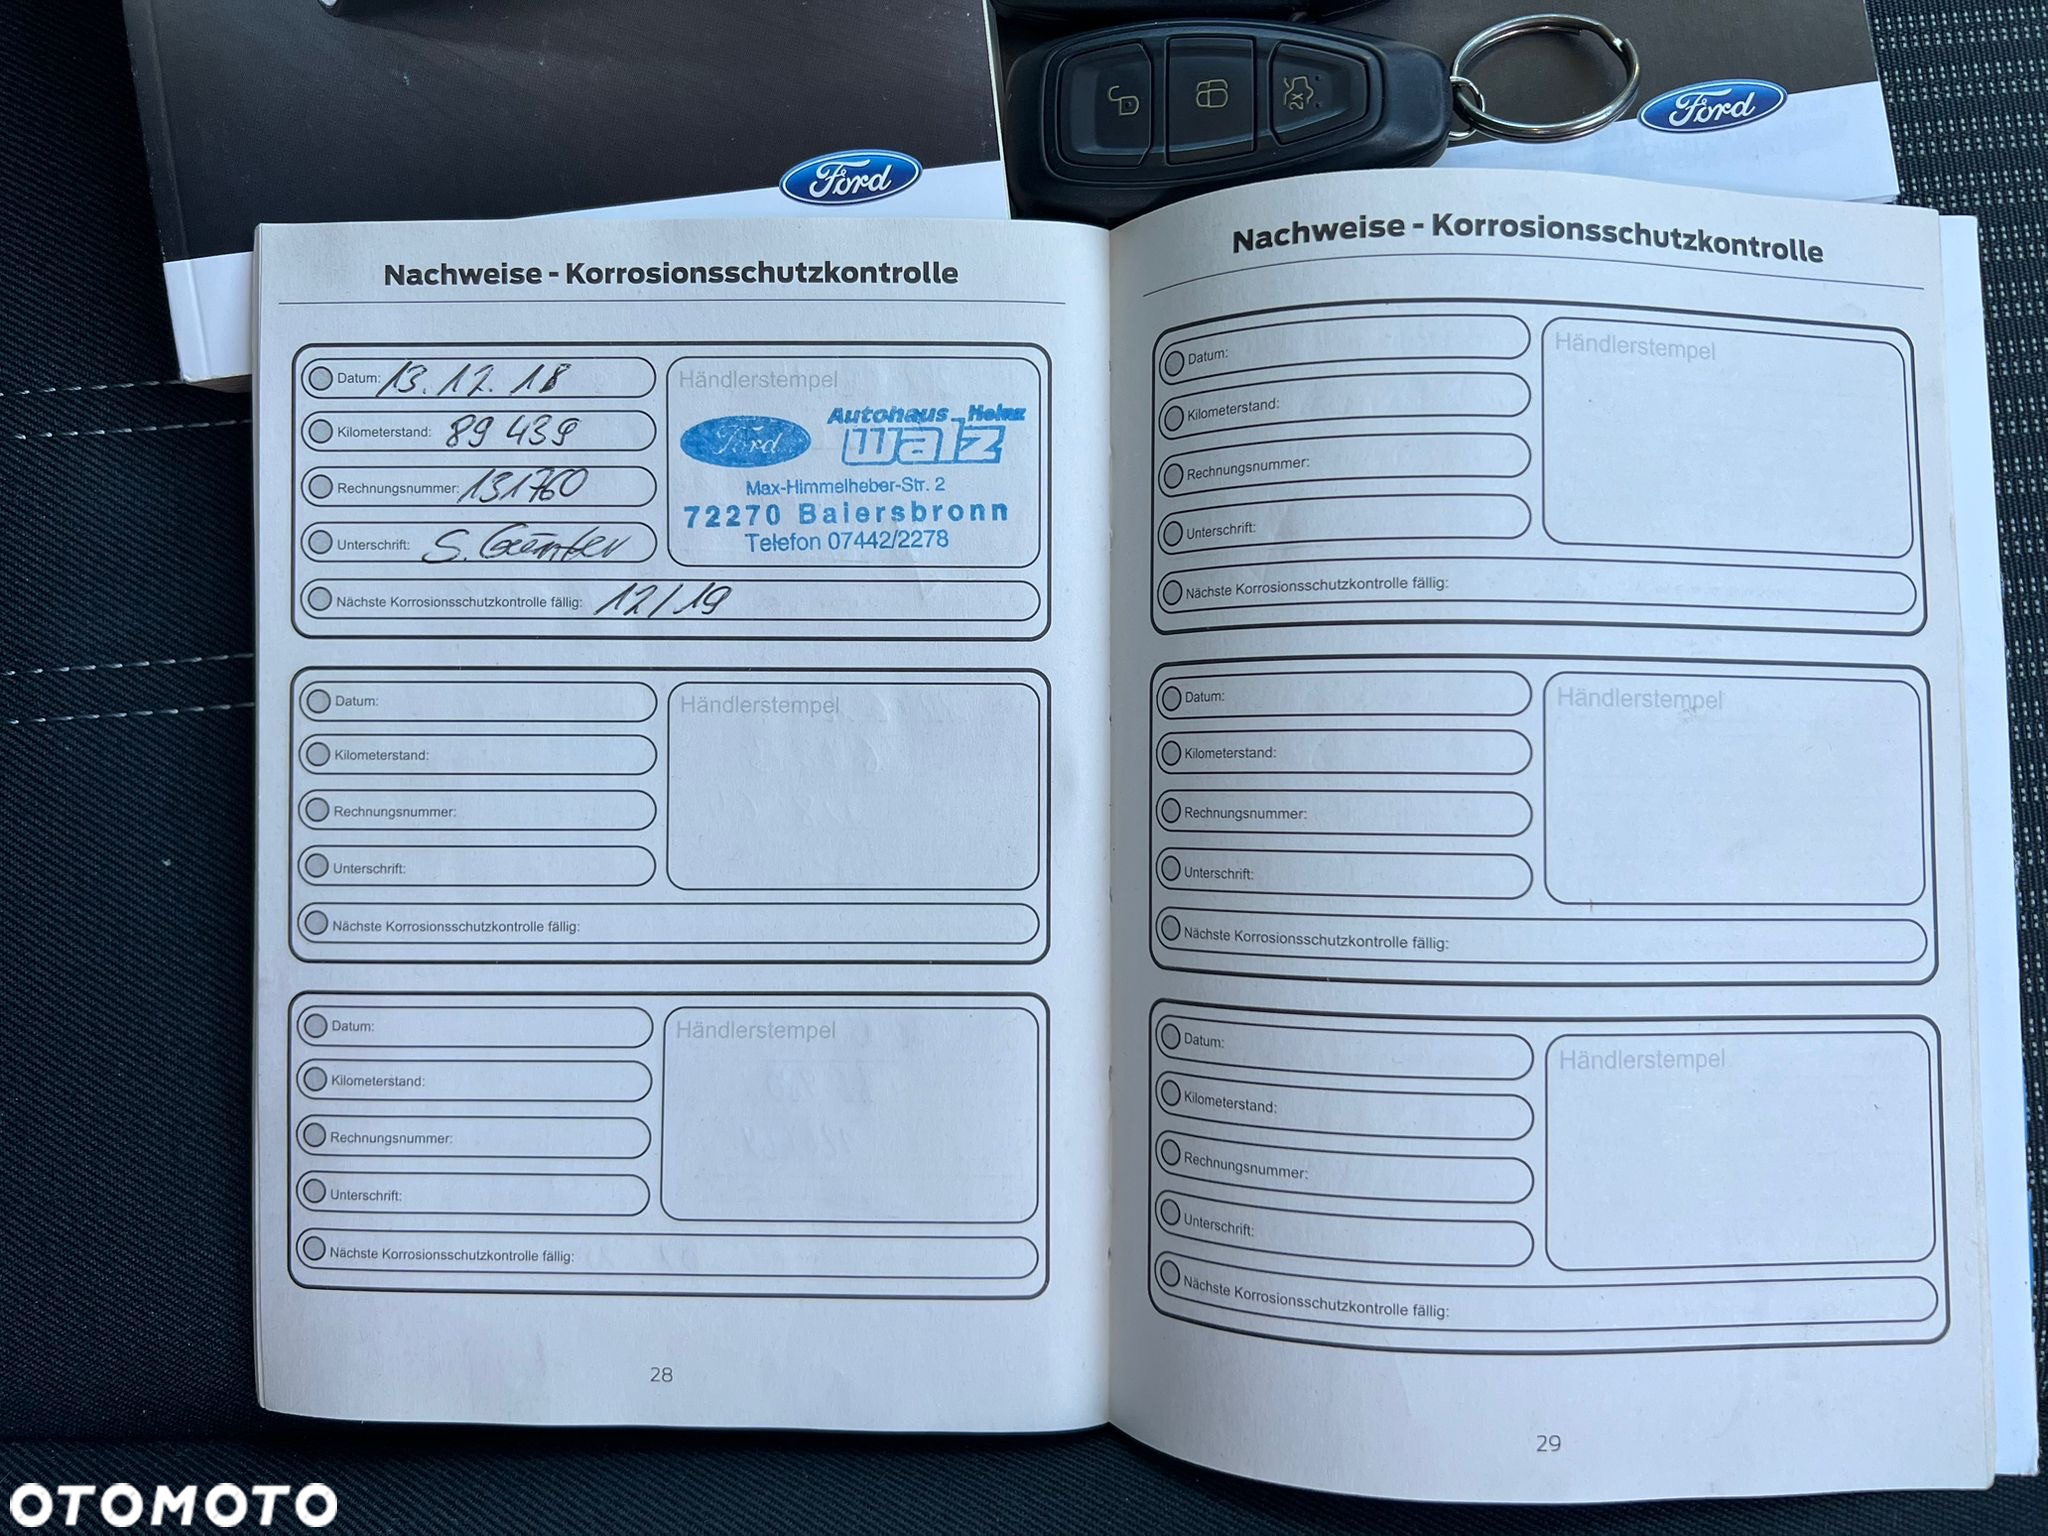 Ford
Ford
2x
Nachweise - Korrosionsschutzkontrolle
Datum: 13.12.18
Kilometerstand: 89 439
Rechnungsnummer: 131760
Unterschrift: S. Günter
Nächste Korrosionsschutzkontrolle fällig: 12/19
Händlerstempel
Ford
Autohaus Heinz
walz
Max-Himmelheber-Str. 2
72270 Baiersbronn
Telefon 07442/2278
Datum:
Kilometerstand:
Rechnungsnummer:
Unterschrift:
Nächste Korrosionsschutzkontrolle fällig:
Händlerstempel
Datum:
Kilometerstand:
Rechnungsnummer:
Unterschrift:
Nächste Korrosionsschutzkontrolle fällig:
Händlerstempel
28
Nachweise - Korrosionsschutzkontrolle
Datum:
Kilometerstand:
Rechnungsnummer:
Unterschrift:
Nächste Korrosionsschutzkontrolle fällig:
Händlerstempel
Datum:
Kilometerstand:
Rechnungsnummer:
Unterschrift:
Nächste Korrosionsschutzkontrolle fällig:
Händlerstempel
Datum:
Kilometerstand:
Rechnungsnummer:
Unterschrift:
Nächste Korrosionsschutzkontrolle fällig:
Händlerstempel
29
OTOMOTO